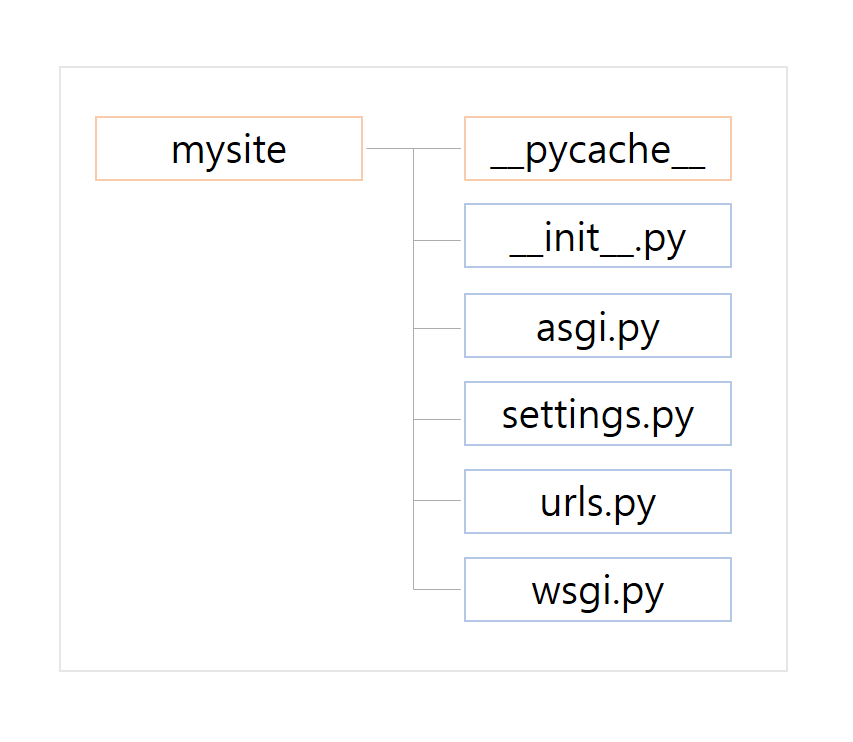 mysite
__pycache__
__init__.py
asgi.py
settings.py
urls.py
wsgi.py